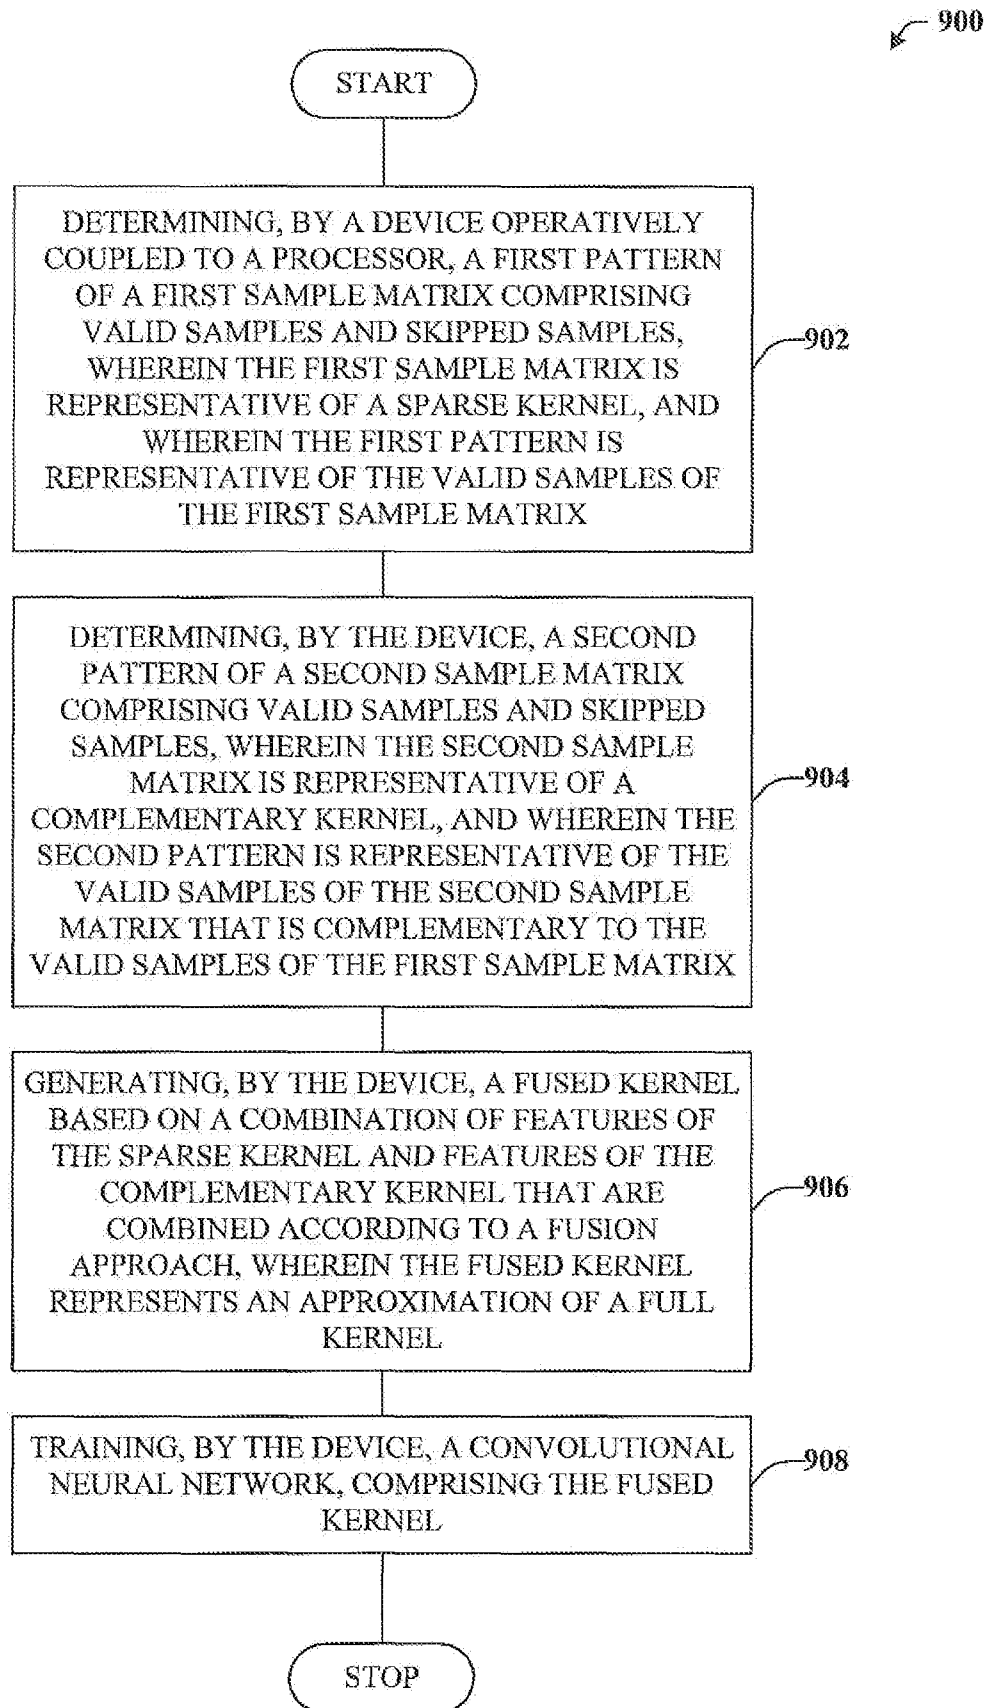 900
START
DETERMINING, BY A DEVICE OPERATIVELY
COUPLED TO A PROCESSOR, A FIRST PATTERN
OF A FIRST SAMPLE MATRIX COMPRISING
VALID SAMPLES AND SKIPPED SAMPLES,
WHEREIN THE FIRST SAMPLE MATRIX IS
REPRESENTATIVE OF A SPARSE KERNEL, AND
WHEREIN THE FIRST PATTERN IS
REPRESENTATIVE OF THE VALID SAMPLES OF
THE FIRST SAMPLE MATRIX
902
DETERMINING, BY THE DEVICE, A SECOND
PATTERN OF A SECOND SAMPLE MATRIX
COMPRISING VALID SAMPLES AND SKIPPED
SAMPLES, WHEREIN THE SECOND SAMPLE
MATRIX IS REPRESENTATIVE OF A
COMPLEMENTARY KERNEL, AND WHEREIN THE
SECOND PATTERN IS REPRESENTATIVE OF THE
VALID SAMPLES OF THE SECOND SAMPLE
MATRIX THAT IS COMPLEMENTARY TO THE
VALID SAMPLES OF THE FIRST SAMPLE MATRIX
904
GENERATING, BY THE DEVICE, A FUSED KERNEL
BASED ON A COMBINATION OF FEATURES OF
THE SPARSE KERNEL AND FEATURES OF THE
COMPLEMENTARY KERNEL THAT ARE
COMBINED ACCORDING TO A FUSION
APPROACH, WHEREIN THE FUSED KERNEL
REPRESENTS AN APPROXIMATION OF A FULL
KERNEL
906
TRAINING, BY THE DEVICE, A CONVOLUTIONAL
NEURAL NETWORK, COMPRISING THE FUSED
KERNEL
908
STOP